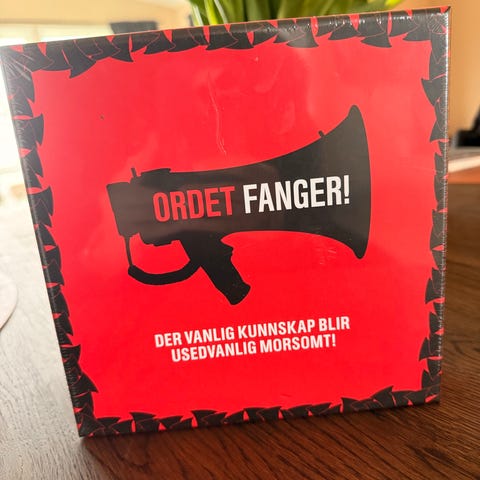 ORDET FANGER!
DER VANLIG KUNNSKAP BLIR
USEDVANLIG MORSOMT!